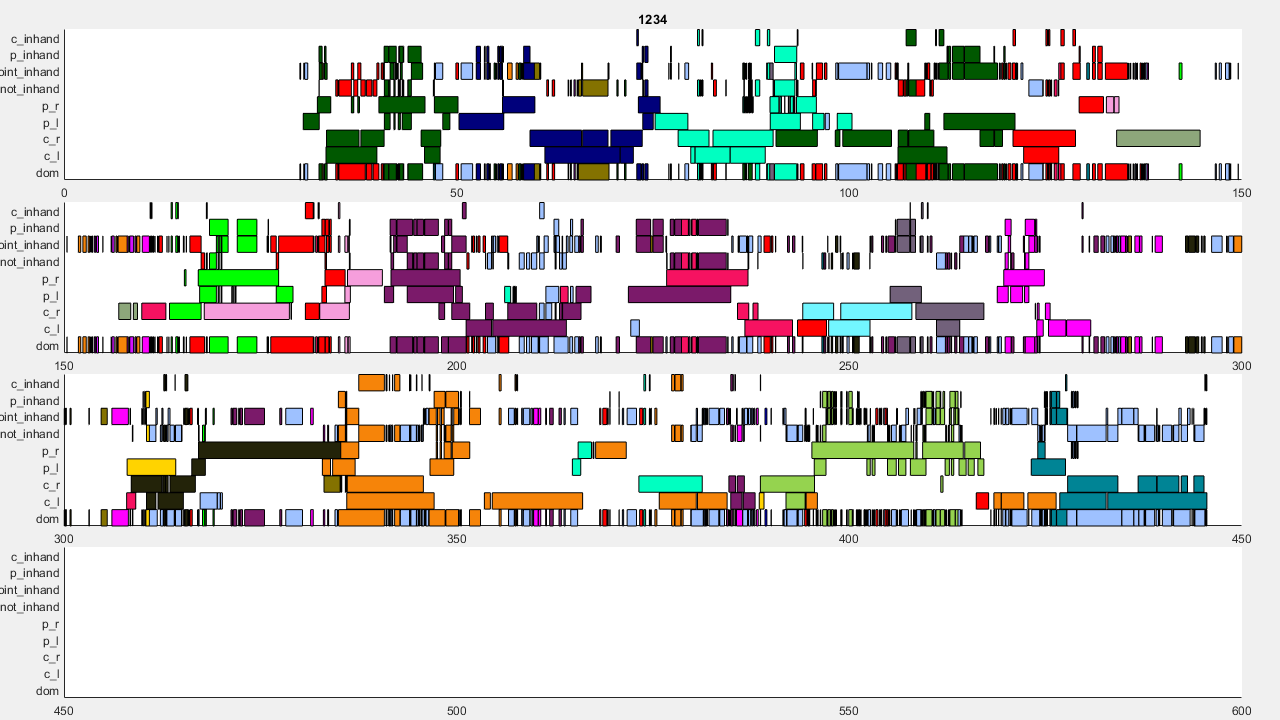 1234
c_inhand
p_inhand
oint_inhand
not_inhand
p_r
p_l
c_r
c_l
dom
0 50 100 150
c_inhand
p_inhand
oint_inhand
not_inhand
p_r
p_l
c_r
c_l
dom
150 200 250 300
c_inhand
p_inhand
oint_inhand
not_inhand
p_r
p_l
c_r
c_l
dom
300 350 400 450
c_inhand
p_inhand
oint_inhand
not_inhand
p_r
p_l
c_r
c_l
dom
450 500 550 600